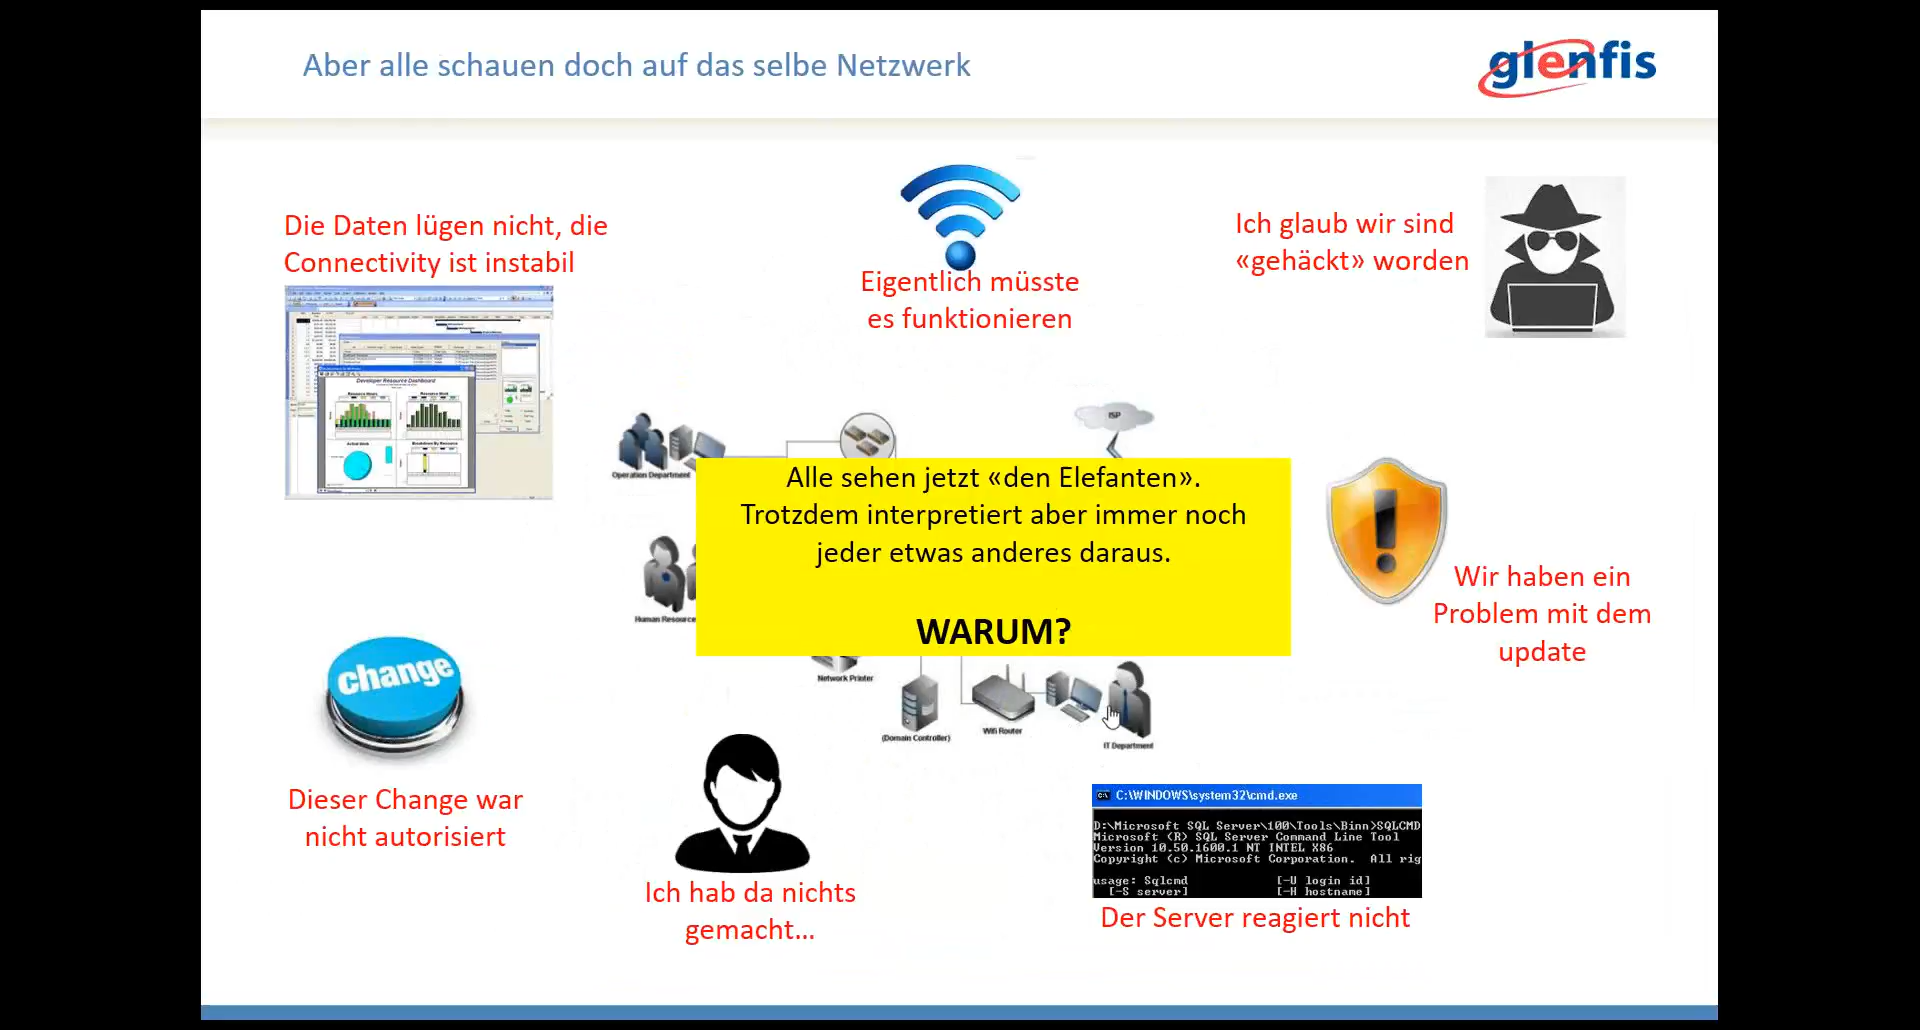 Aber alle schauen doch auf das selbe Netzwerk
glenfis
Die Daten lügen nicht, die
Connectivity ist instabil
Eigentlich müsste
es funktionieren
Ich glaub wir sind
«gehäckt» worden
Developer Resource Dashboard
Operation Department
ISP
Alle sehen jetzt «den Elefanten».
Trotzdem interpretiert aber immer noch
jeder etwas anderes daraus.
WARUM?
Human Resource
Wir haben ein
Problem mit dem
update
change
Network Printer
(Domain Controller)
Wifi Router
IT Department
Dieser Change war
nicht autorisiert
Ich hab da nichts
gemacht...
C:\WINDOWS\system32\cmd.exe
D:\Microsoft SQL Server\100\Tools\Binn>SQLCMD
Microsoft (R) SQL Server Command Line Tool
Version 10.50.1600.1 NT INTEL X86
Copyright (c) Microsoft Corporation. All rig
usage: Sqlcmd [-U login id]
[-S server] [-H hostname]
Der Server reagiert nicht